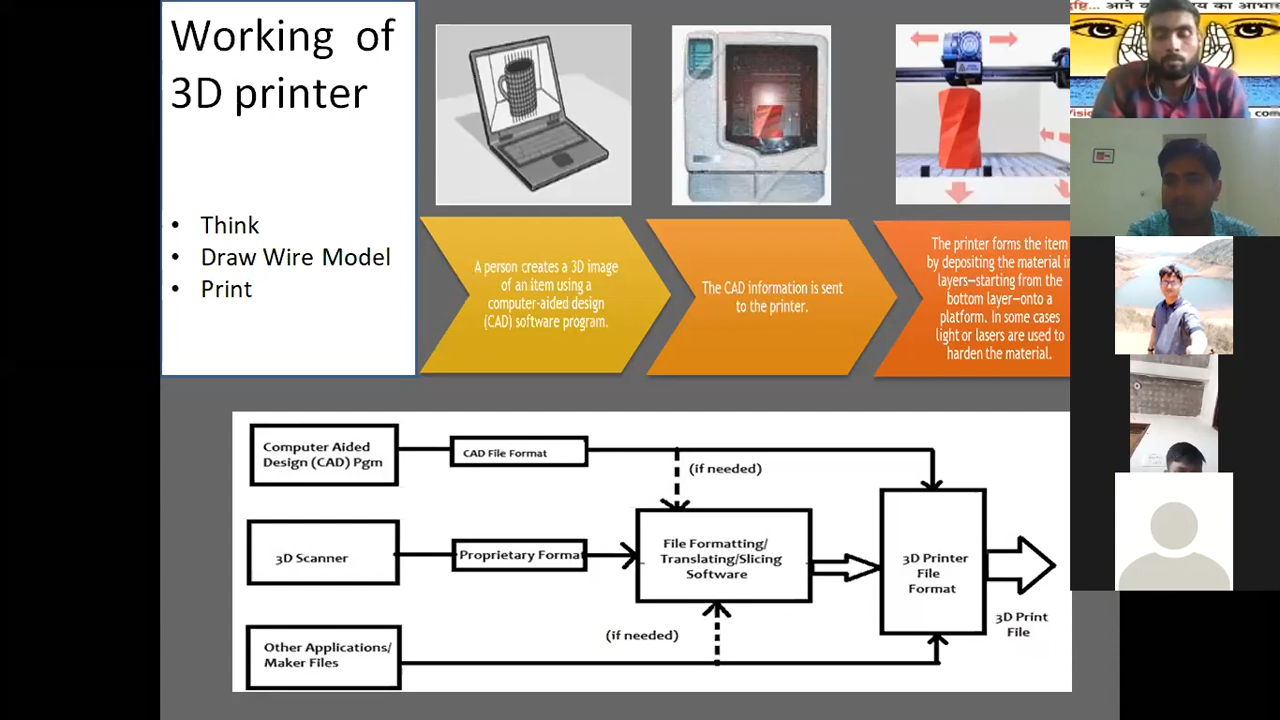 Working of
3D printer
• Think
• Draw Wire Model
• Print
A person creates a 3D image
of an item using a
computer-aided design
(CAD) software program.
The CAD information is sent
to the printer.
The printer forms the item
by depositing the material in
layers—starting from the
bottom layer—onto a
platform. In some cases
light or lasers are used to
harden the material.
Computer Aided
Design (CAD) Pgm
CAD File Format
(if needed)
3D Scanner
Proprietary Format
File Formatting/
Translating/Slicing
Software
3D Printer
File
Format
3D Print
File
(if needed)
Other Applications/
Maker Files
आने
का आभास